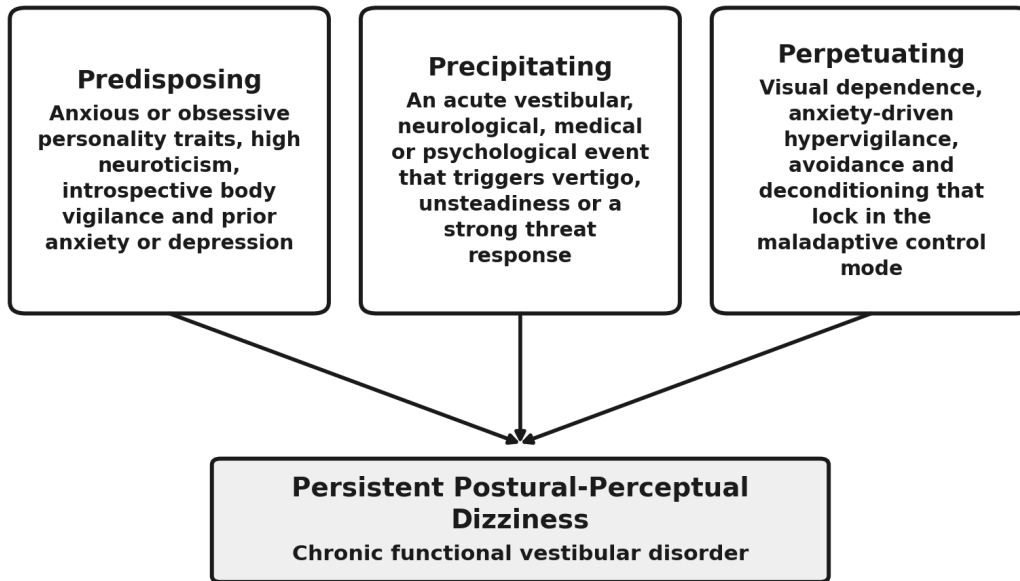 Predisposing
Anxious or obsessive
personality traits, high
neuroticism,
introspective body
vigilance and prior
anxiety or depression
Precipitating
An acute vestibular,
neurological, medical
or psychological event
that triggers vertigo,
unsteadiness or a
strong threat
response
Perpetuating
Visual dependence,
anxiety-driven
hypervigilance,
avoidance and
deconditioning that
lock in the
maladaptive control
mode
Persistent Postural-Perceptual
Dizziness
Chronic functional vestibular disorder